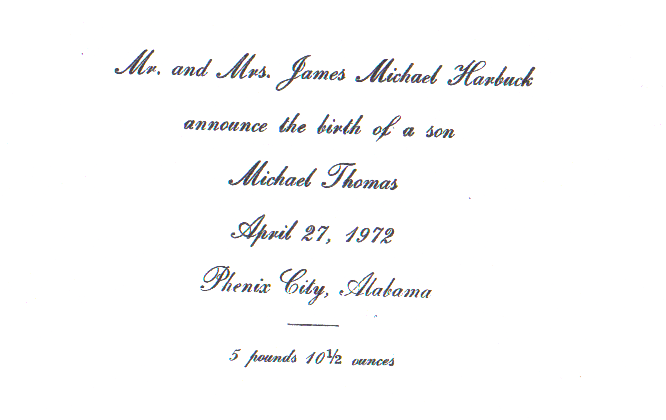 Mr. and Mrs. James Michael Harbuck
announce the birth of a son
Michael Thomas
April 27, 1972
Phenix City, Alabama
5 pounds 10½ ounces